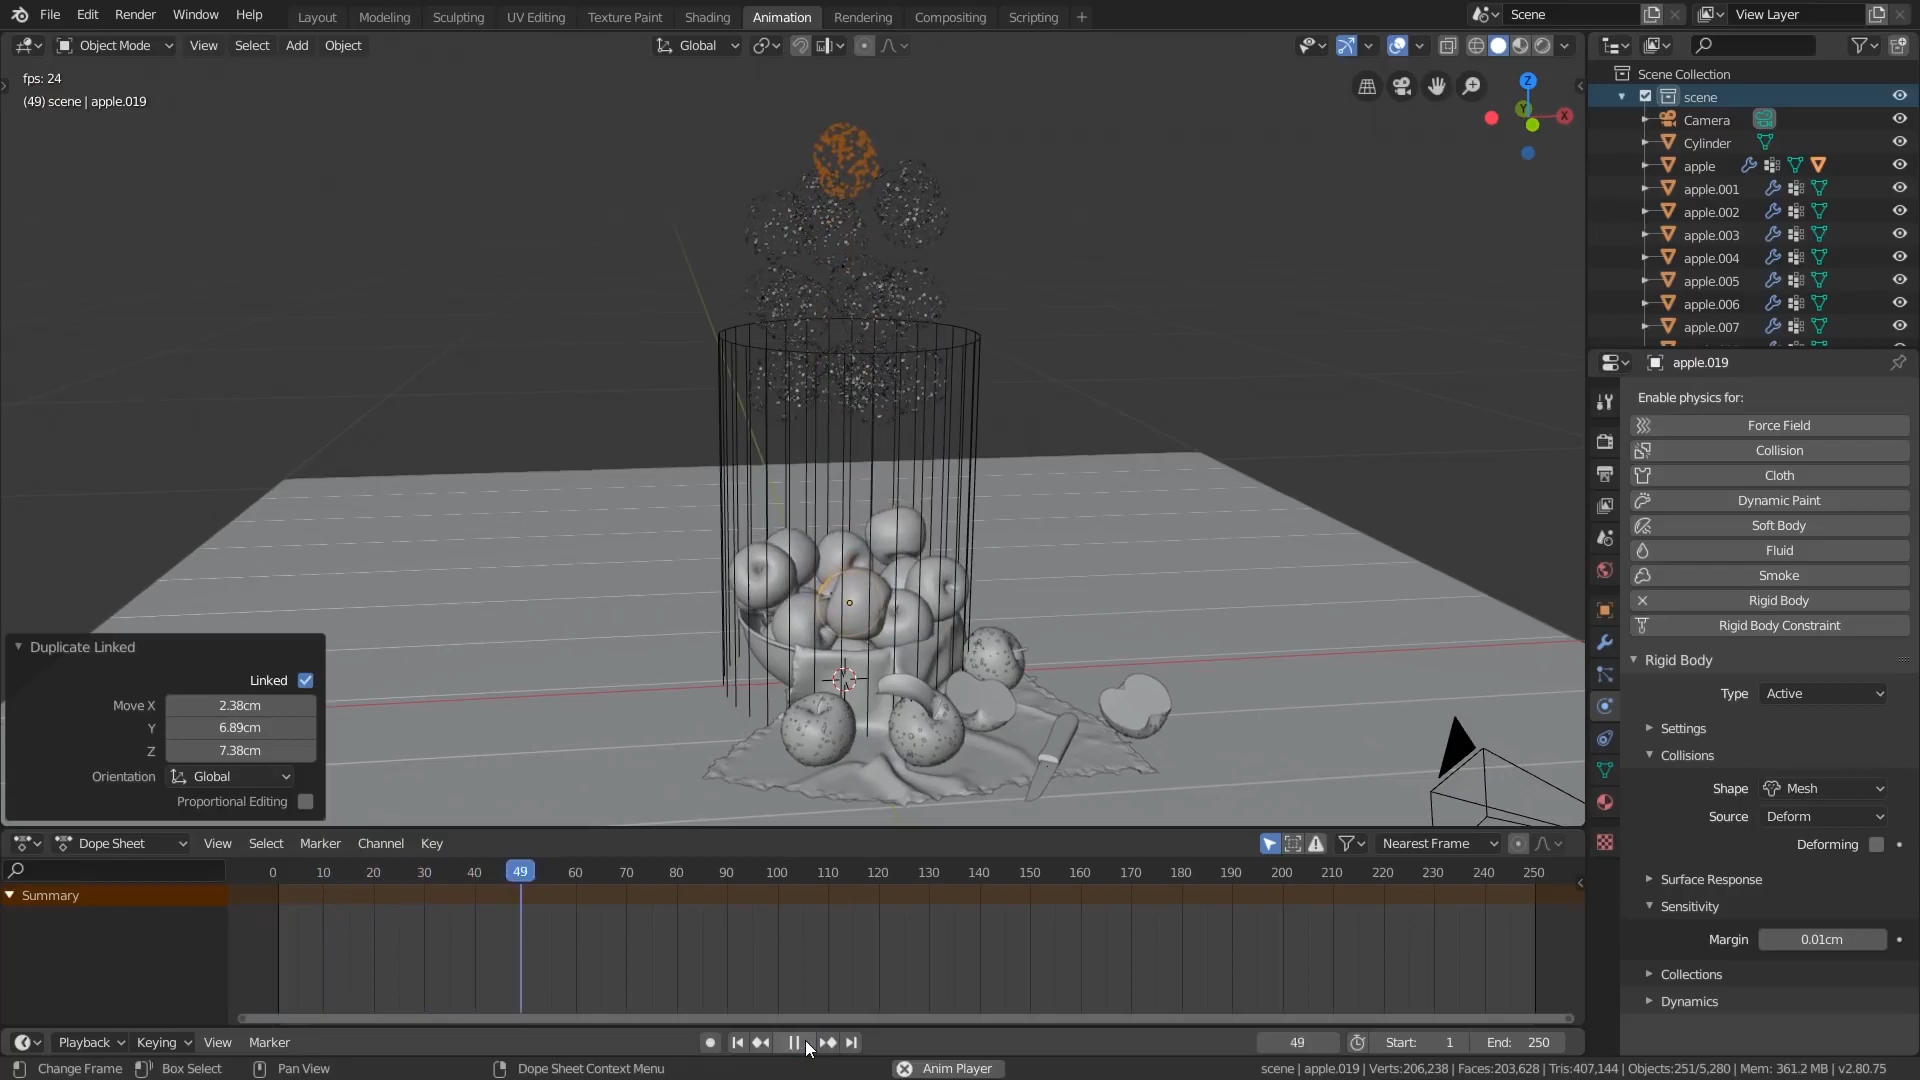 File Edit Render Window Help Layout Modeling Sculpting UV Editing Texture Paint Shading Animation Rendering Compositing Scripting + Scene View Layer
Object Mode View Select Add Object Global
fps: 24
(49) scene | apple.019
Z
Y
X
Scene Collection
scene
Camera
Cylinder
apple
apple.001
apple.002
apple.003
apple.004
apple.005
apple.006
apple.007
apple.019
Enable physics for:
Force Field
Collision
Cloth
Dynamic Paint
Soft Body
Fluid
Smoke
Rigid Body
Rigid Body Constraint
Rigid Body
Type Active
Settings
Collisions
Shape Mesh
Source Deform
Deforming
Surface Response
Sensitivity
Margin 0.01cm
Collections
Dynamics
Duplicate Linked
Linked
Move X 2.38cm
Y 6.89cm
Z 7.38cm
Orientation Global
Proportional Editing
Dope Sheet View Select Marker Channel Key Nearest Frame
0 10 20 30 40 49 60 70 80 90 100 110 120 130 140 150 160 170 180 190 200 210 220 230 240 250
Summary
Playback Keying View Marker 49 Start: 1 End: 250
Change Frame Box Select Pan View Dope Sheet Context Menu Anim Player scene | apple.019 | Verts:206,238 | Faces:203,628 | Tris:407,144 | Objects:251/5,280 | Mem: 361.2 MB | v2.80.75